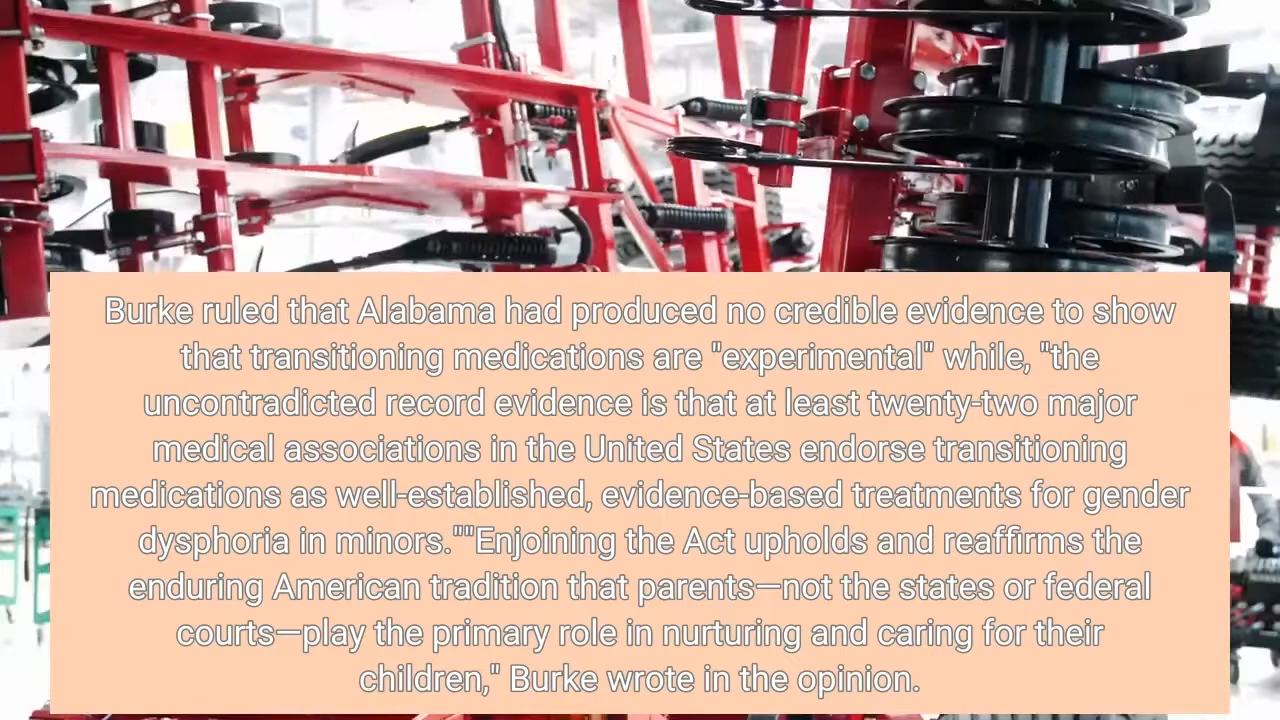 Burke ruled that Alabama had produced no credible evidence to show
that transitioning medications are "experimental" while, "the
uncontradicted record evidence is that at least twenty-two major
medical associations in the United States endorse transitioning
medications as well-established, evidence-based treatments for gender
dysphoria in minors.""Enjoining the Act upholds and reaffirms the
enduring American tradition that parents—not the states or federal
courts—play the primary role in nurturing and caring for their
children," Burke wrote in the opinion.